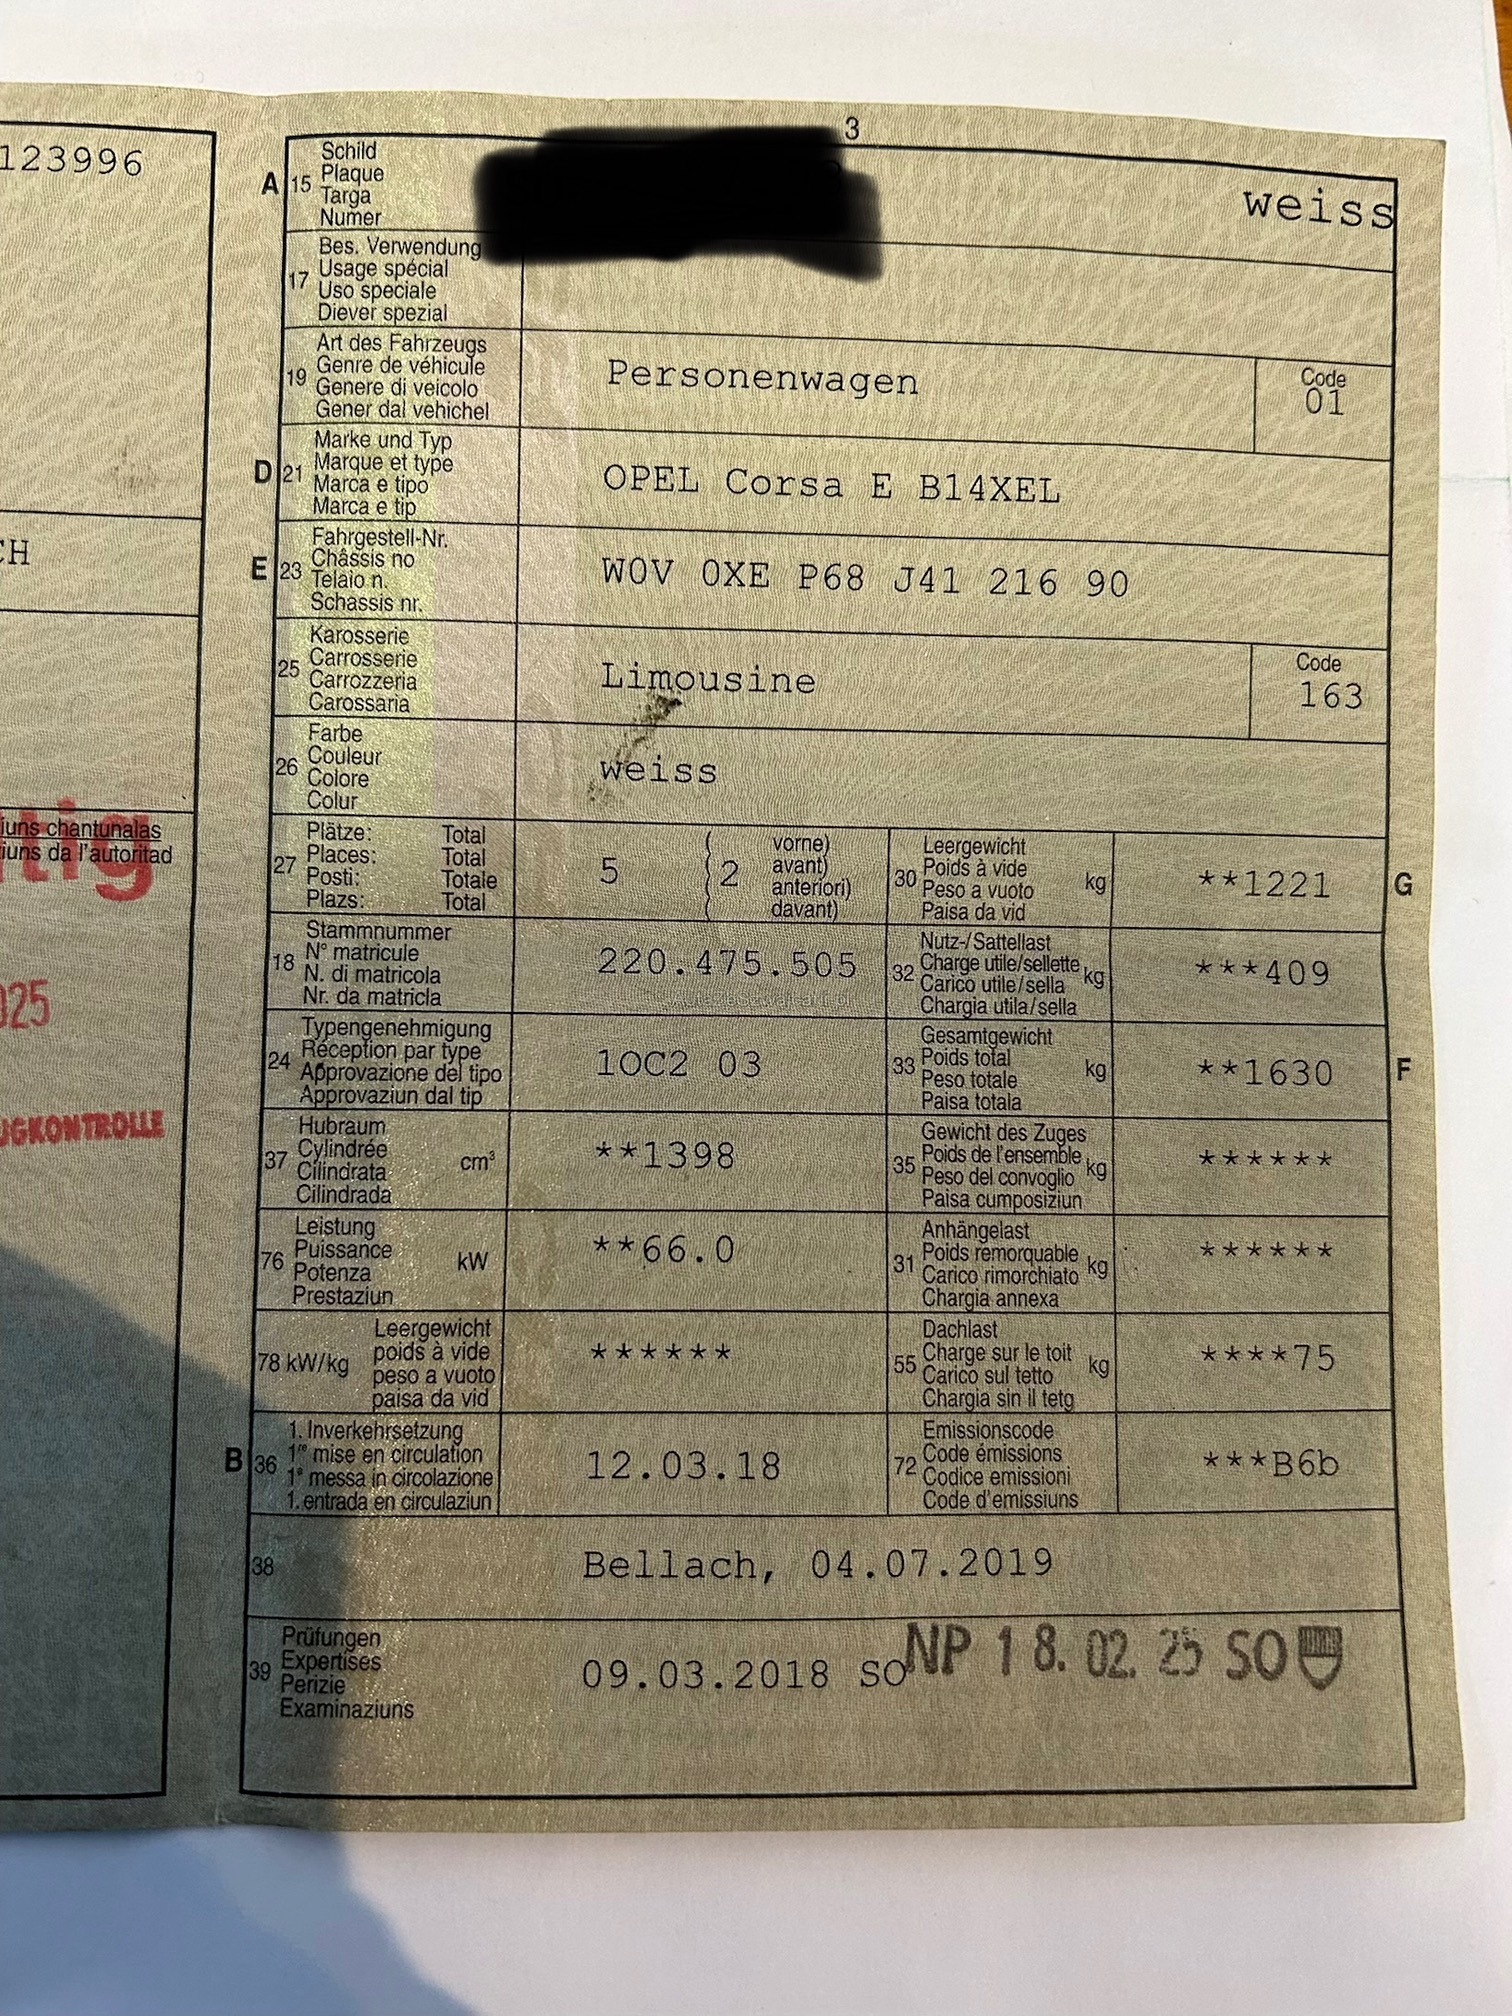 123996
CH
iuns chantunalas
iuns da l'autoritad
tig
025
UGKONTROLLE
3
A 15 Schild
Plaque
Targa
Numer
weiss
17 Bes. Verwendung
Usage spécial
Uso speciale
Diever spezial
19 Art des Fahrzeugs
Genre de véhicule
Genere di veicolo
Gener dal vehichel
Personenwagen
Code
01
D 21 Marke und Typ
Marque et type
Marca e tipo
Marca e tip
OPEL Corsa E B14XEL
E 23 Fahrgestell-Nr.
Châssis no
Telaio n.
Schassis nr.
W0V 0XE P68 J41 216 90
25 Karosserie
Carrosserie
Carrozzeria
Carossaria
Limousine
Code
163
26 Farbe
Couleur
Colore
Colur
weiss
27 Plätze: Total
Places: Total
Posti: Totale
Plazs: Total
5 ( 2 vorne)
avant)
anteriori)
davant)
30 Leergewicht
Poids à vide kg
Peso a vuoto
Paisa da vid
**1221 G
18 Stammnummer
N° matricule
N. di matricola
Nr. da matricla
220.475.505
32 Nutz-/Sattellast
Charge utile/sellette kg
Carico utile/sella
Chargia utila/sella
***409
24 Typengenehmigung
Réception par type
Approvazione del tipo
Approvaziun dal tip
1OC2 03
33 Gesamtgewicht
Poids total kg
Peso totale
Paisa totala
**1630 F
37 Hubraum
Cylindrée cm³
Cilindrata
Cilindrada
**1398
35 Gewicht des Zuges
Poids de l'ensemble kg
Peso del convoglio
Paisa cumposiziun
******
76 Leistung
Puissance kW
Potenza
Prestaziun
**66.0
31 Anhängelast
Poids remorquable kg
Carico rimorchiato
Chargia annexa
******
78 kW/kg Leergewicht
poids à vide
peso a vuoto
paisa da vid
******
55 Dachlast
Charge sur le toit kg
Carico sul tetto
Chargia sin il tetg
****75
B 36 1. Inverkehrsetzung
1re mise en circulation
1a messa in circolazione
1. entrada en circulaziun
12.03.18
72 Emissionscode
Code émissions
Codice emissioni
Code d'emissiuns
***B6b
38 Bellach, 04.07.2019
39 Prüfungen
Expertises
Perizie
Examinaziuns
09.03.2018 SO
NP 18. 02. 25 SO